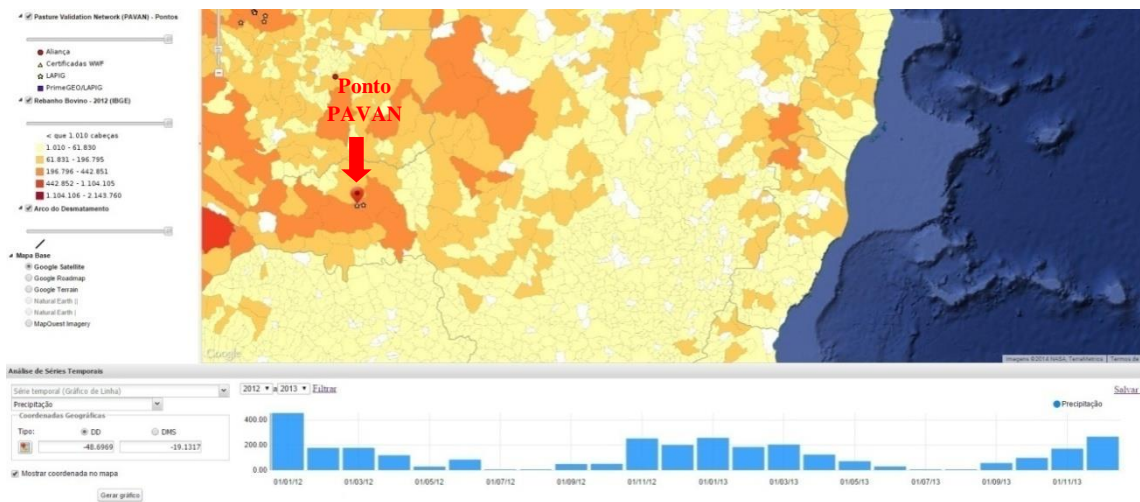 Pasture Validation Network (PAVAN) - Pontos
Aliança
Certificadas WWF
LAPIG
PrimeGEO/LAPIG
Rebanho Bovino - 2012 (IBGE)
< que 1.010 cabeças
1.010 - 61.830
61.831 - 196.795
196.796 - 442.851
442.852 - 1.104.105
1.104.106 - 2.143.760
Arco do Desmatamento
Mapa Base
Google Satellite
Google Roadmap
Google Terrain
Natural Earth II
Natural Earth I
MapQuest Imagery
Ponto
PAVAN
Google
Imagens ©2014 NASA, TerraMetrics Termos de
Análise de Séries Temporais
Série temporal (Gráfico de Linha)
Precipitação
Coordenadas Geográficas
Tipo: DD DMS
-48.6969 -19.1317
Mostrar coordenada no mapa
Gerar gráfico
2012 a 2013 Filtrar Salvar
Precipitação
400.00
200.00
0.00
01/01/12 01/03/12 01/05/12 01/07/12 01/09/12 01/11/12 01/01/13 01/03/13 01/05/13 01/07/13 01/09/13 01/11/13